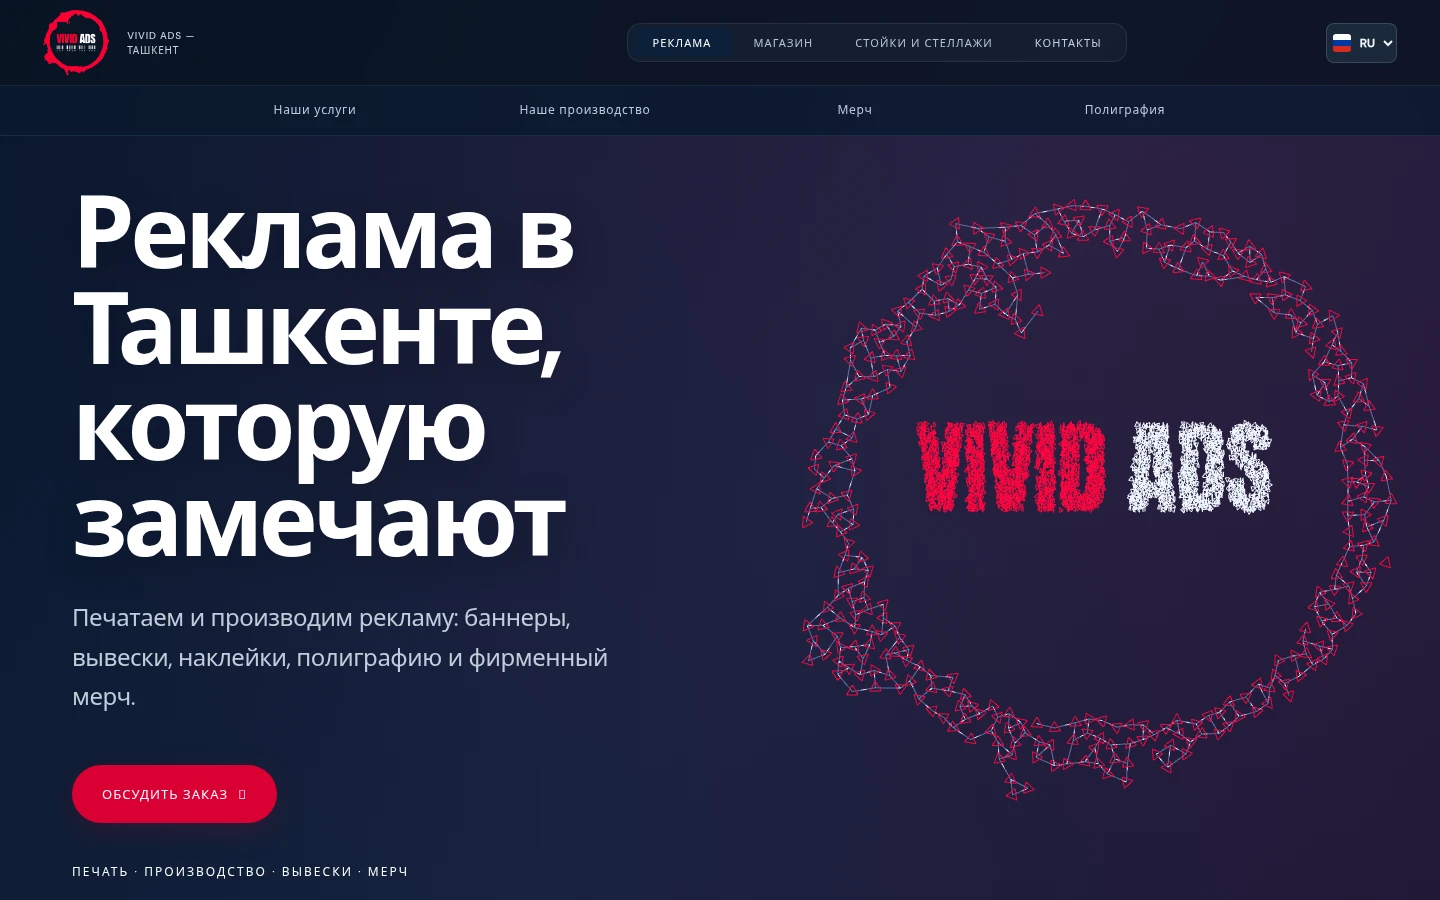 VIVID ADS
VIVID ADS —
ТАШКЕНТ
РЕКЛАМА
МАГАЗИН
СТОЙКИ И СТЕЛЛАЖИ
КОНТАКТЫ
RU
Наши услуги
Наше производство
Мерч
Полиграфия
Реклама в
Ташкенте,
которую
замечают
VIVID ADS
Печатаем и производим рекламу: баннеры,
вывески, наклейки, полиграфию и фирменный
мерч.
ОБСУДИТЬ ЗАКАЗ
ПЕЧАТЬ · ПРОИЗВОДСТВО · ВЫВЕСКИ · МЕРЧ